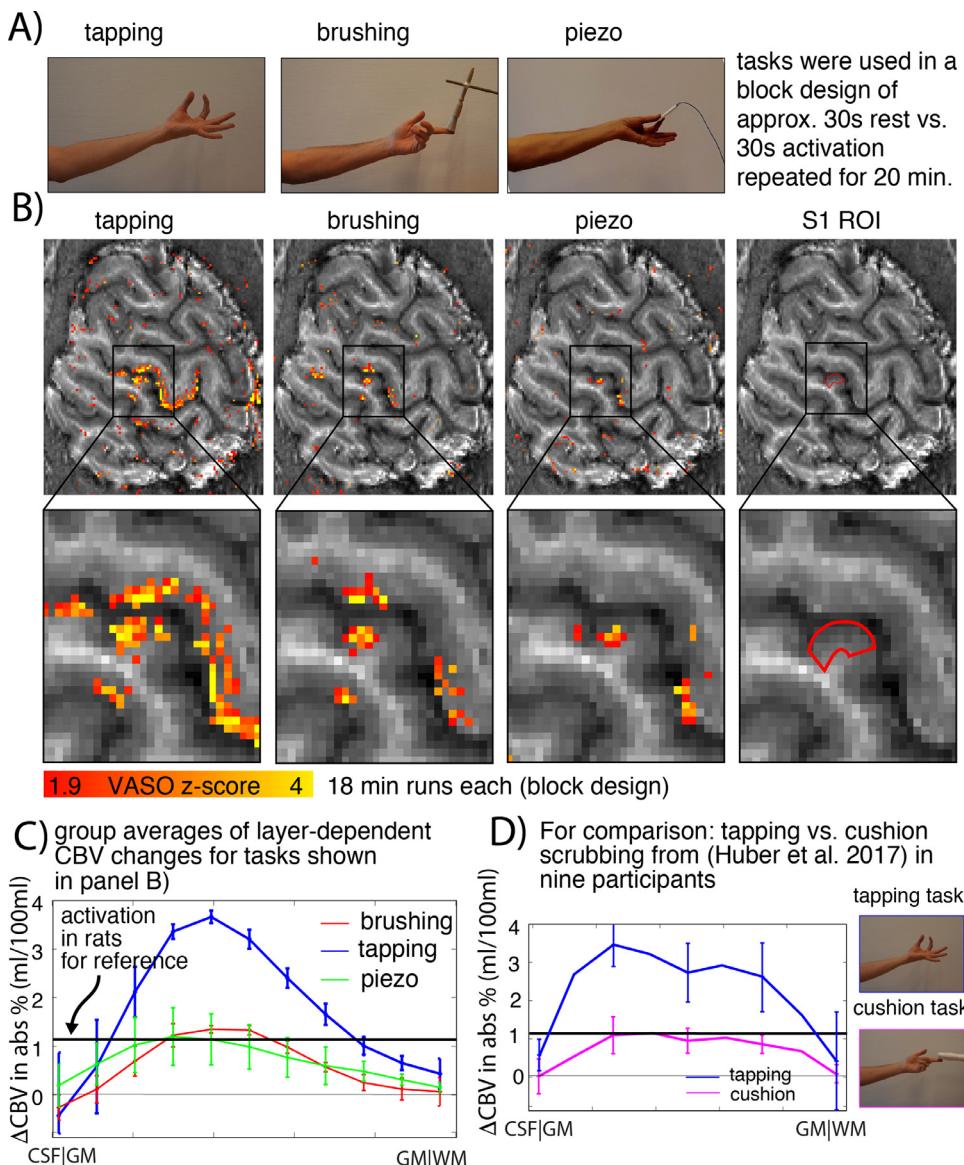 A)
tapping
brushing
piezo
tasks were used in a
block design of
approx. 30s rest vs.
30s activation
repeated for 20 min.
B)
tapping
brushing
piezo
S1 ROI
1.9 VASO z-score 4
18 min runs each (block design)
C)
group averages of layer-dependent
CBV changes for tasks shown
in panel B)
ΔCBV in abs % (ml/100ml)
4
3
2
1
0
activation
in rats
for reference
brushing
tapping
piezo
CSF|GM
GM|WM
D)
For comparison: tapping vs. cushion
scrubbing from (Huber et al. 2017) in
nine participants
ΔCBV in abs % (ml/100ml)
4
3
2
1
0
tapping
cushion
CSF|GM
GM|WM
tapping task
cushion task